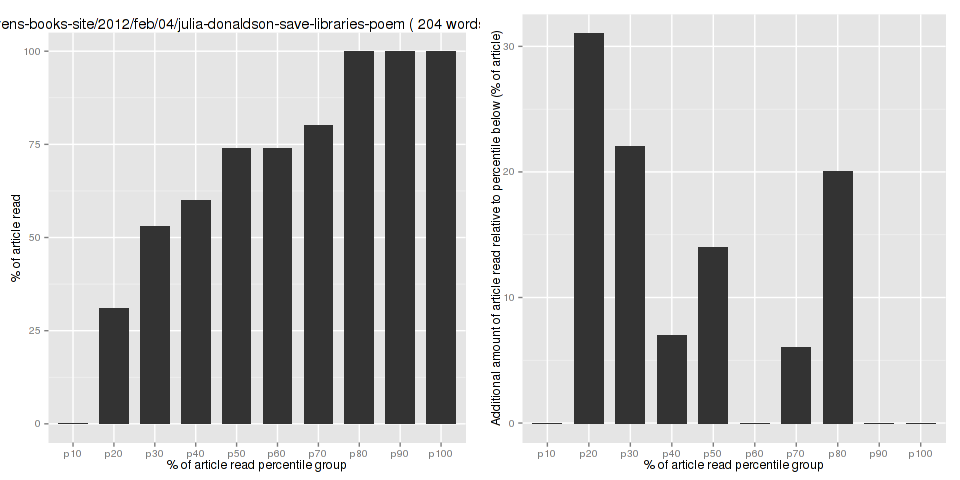 ens-books-site/2012/feb/04/julia-donaldson-save-libraries-poem ( 204 words
100
75
50
25
0
% of article read
p10 p20 p30 p40 p50 p60 p70 p80 p90 p100
% of article read percentile group
30
20
10
0
Additional amount of article read relative to percentile below (% of article)
p10 p20 p30 p40 p50 p60 p70 p80 p90 p100
% of article read percentile group